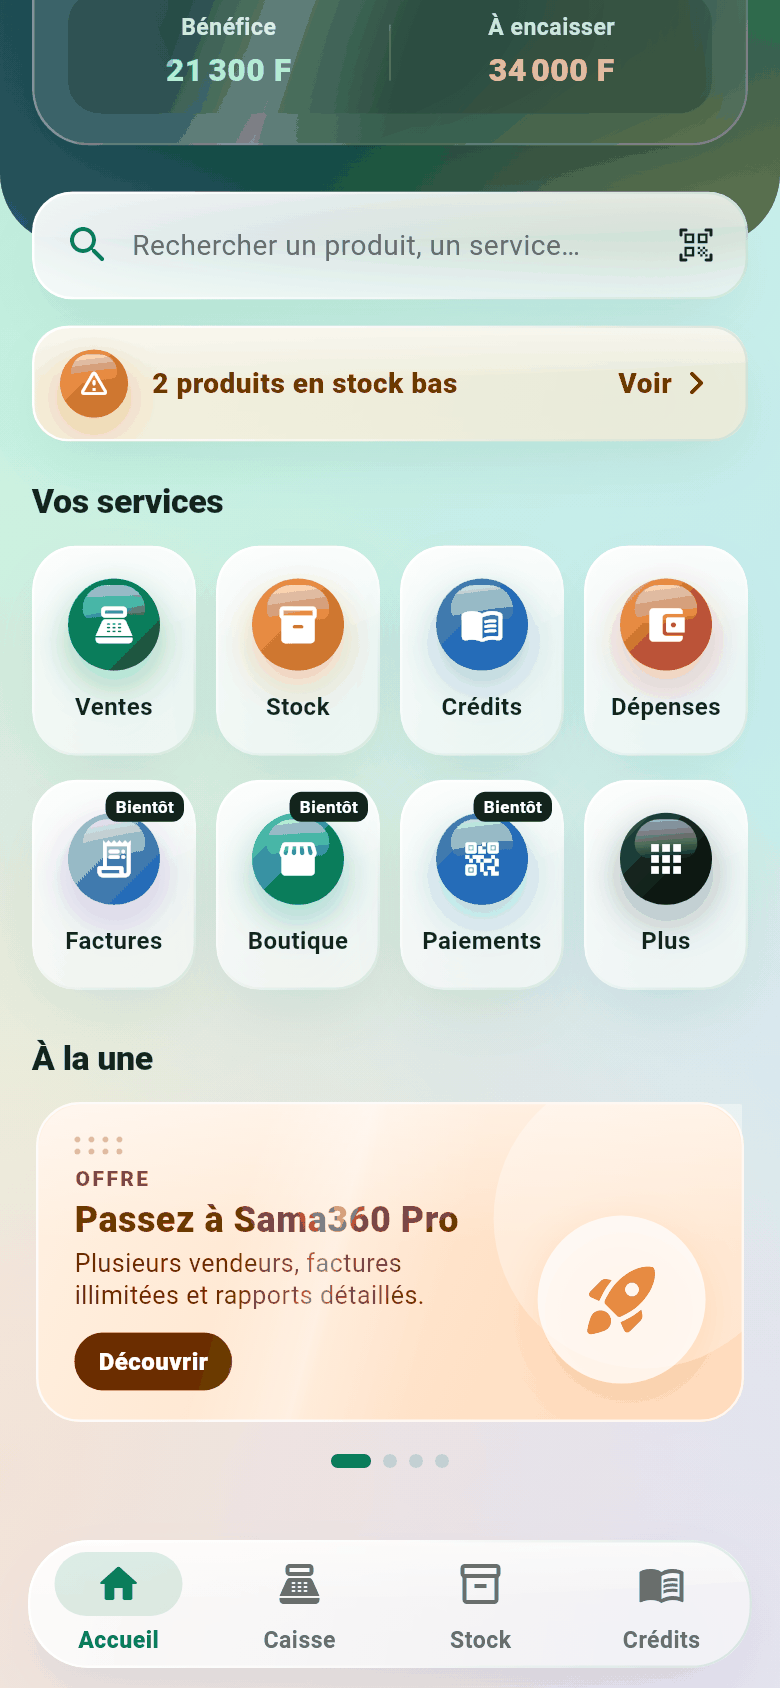 Bénéfice
À encaisser
21 300 F
34 000 F
Rechercher un produit, un service…
2 produits en stock bas
Voir
Vos services
Ventes
Stock
Crédits
Dépenses
Bientôt
Bientôt
Bientôt
Factures
Boutique
Paiements
Plus
À la une
OFFRE
Passez à Sama360 Pro
Plusieurs vendeurs, factures
illimitées et rapports détaillés.
Découvrir
Accueil
Caisse
Stock
Crédits